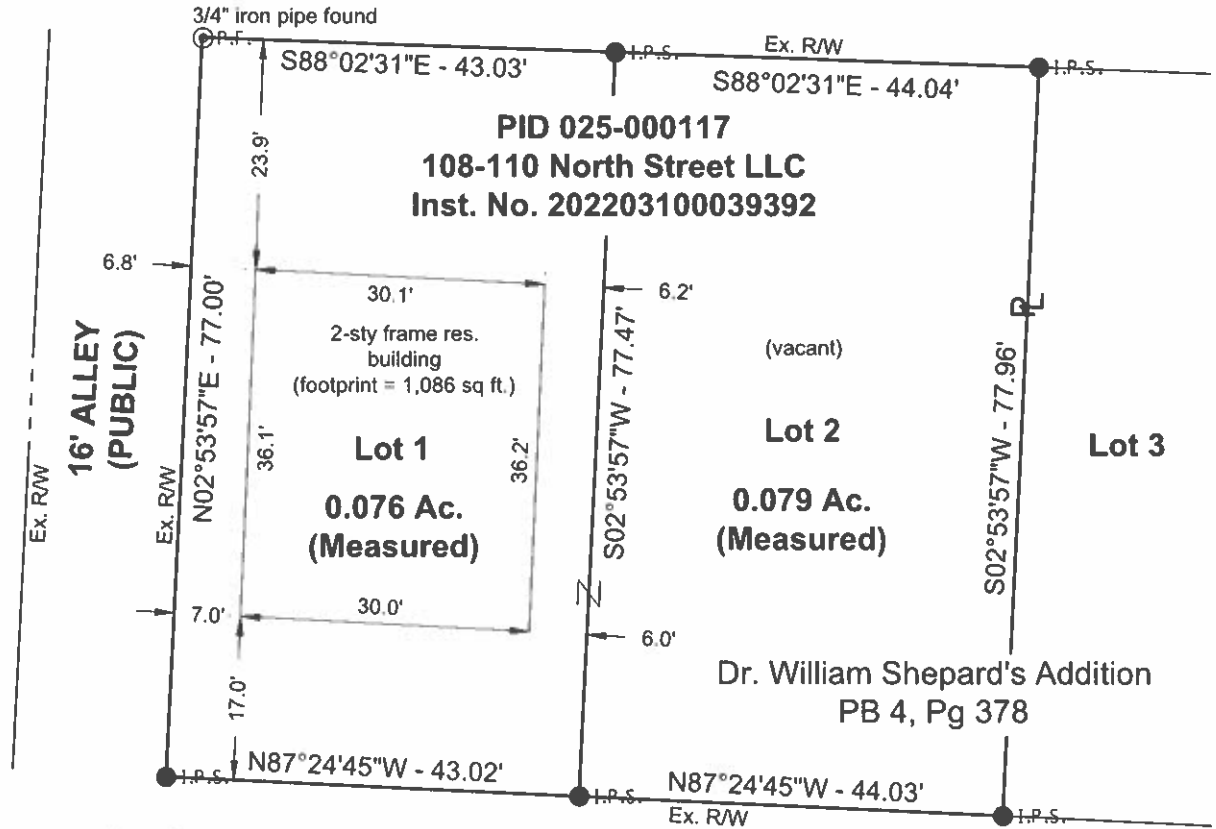 3/4" iron pipe found
P.F.
S88°02'31"E - 43.03'
I.P.S.
Ex. R/W
S88°02'31"E - 44.04'
I.P.S.
23.9'
PID 025-000117
108-110 North Street LLC
Inst. No. 202203100039392
6.8'
30.1'
6.2'
16' ALLEY
(PUBLIC)
Ex. R/W
Ex. R/W
N02°53'57"E - 77.00'
2-sty frame res.
building
(footprint = 1,086 sq ft.)
36.1'
Lot 1
0.076 Ac.
(Measured)
36.2'
S02°53'57"W - 77.47'
(vacant)
Lot 2
0.079 Ac.
(Measured)
PL
S02°53'57"W - 77.96'
Lot 3
7.0'
30.0'
6.0'
17.0'
Dr. William Shepard's Addition
PB 4, Pg 378
I.P.S.
N87°24'45"W - 43.02'
I.P.S.
N87°24'45"W - 44.03'
Ex. R/W
I.P.S.